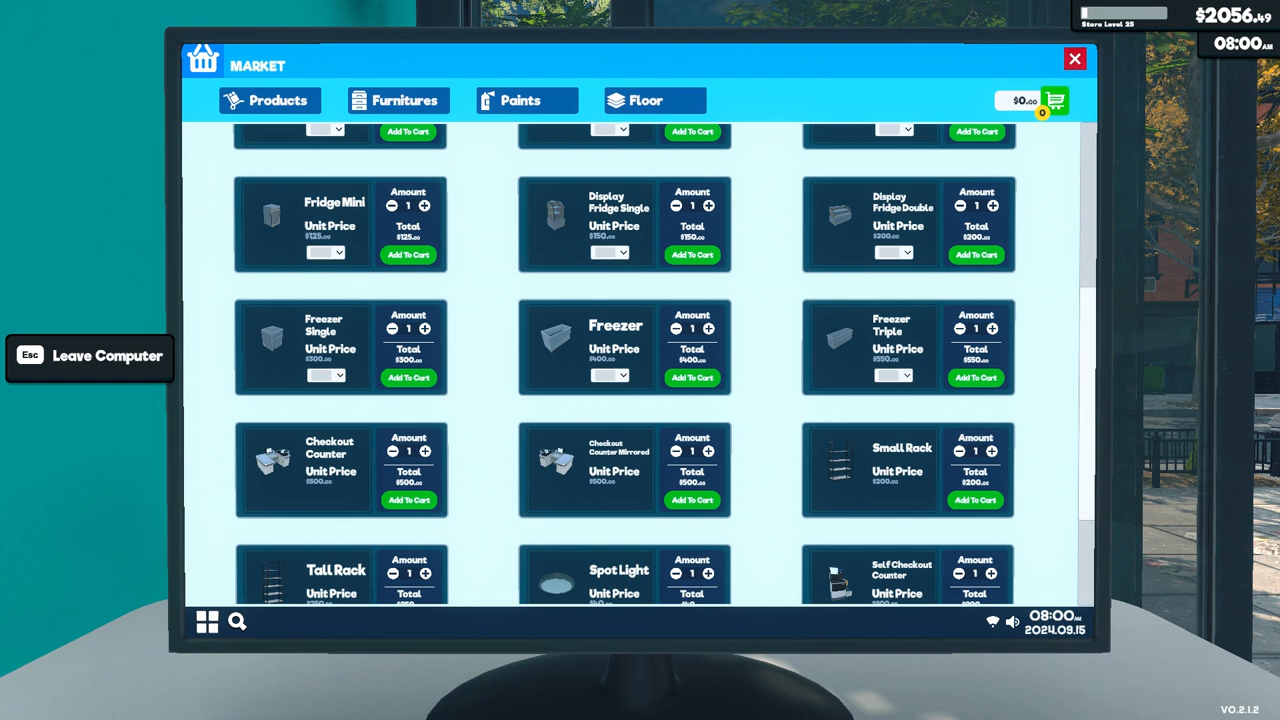 $2056.49
Store Level 25
08:00AM
MARKET
Products
Furnitures
Paints
Floor
$0.00
0
Add To Cart
Add To Cart
Add To Cart
Fridge Mini
Unit Price
$125.00
Amount
1
Total
$125.00
Add To Cart
Display
Fridge Single
Unit Price
$150.00
Amount
1
Total
$150.00
Add To Cart
Display
Fridge Double
Unit Price
$200.00
Amount
1
Total
$200.00
Add To Cart
Freezer
Single
Unit Price
$300.00
Amount
1
Total
$300.00
Add To Cart
Freezer
Unit Price
$400.00
Amount
1
Total
$400.00
Add To Cart
Freezer
Triple
Unit Price
$550.00
Amount
1
Total
$550.00
Add To Cart
Esc
Leave Computer
Checkout
Counter
Unit Price
$500.00
Amount
1
Total
$500.00
Add To Cart
Checkout
Counter Mirrored
Unit Price
$500.00
Amount
1
Total
$500.00
Add To Cart
Small Rack
Unit Price
$200.00
Amount
1
Total
$200.00
Add To Cart
Tall Rack
Unit Price
Amount
1
Total
Spot Light
Unit Price
Amount
1
Total
Self Checkout
Counter
Unit Price
Amount
1
Total
08:00AM
2024.09.15
V0.2.1.2